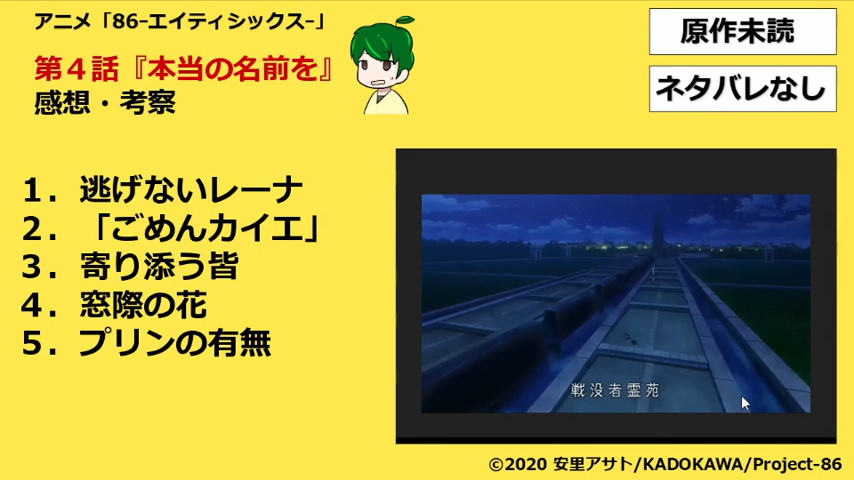 アニメ「86-エイティシックス-」
第４話『本当の名前を』
感想・考察
原作未読
ネタバレなし
１．逃げないレーナ
２．「ごめんカイエ」
３．寄り添う皆
４．窓際の花
５．プリンの有無
戦没者霊苑
©2020 安里アサト/KADOKAWA/Project-86